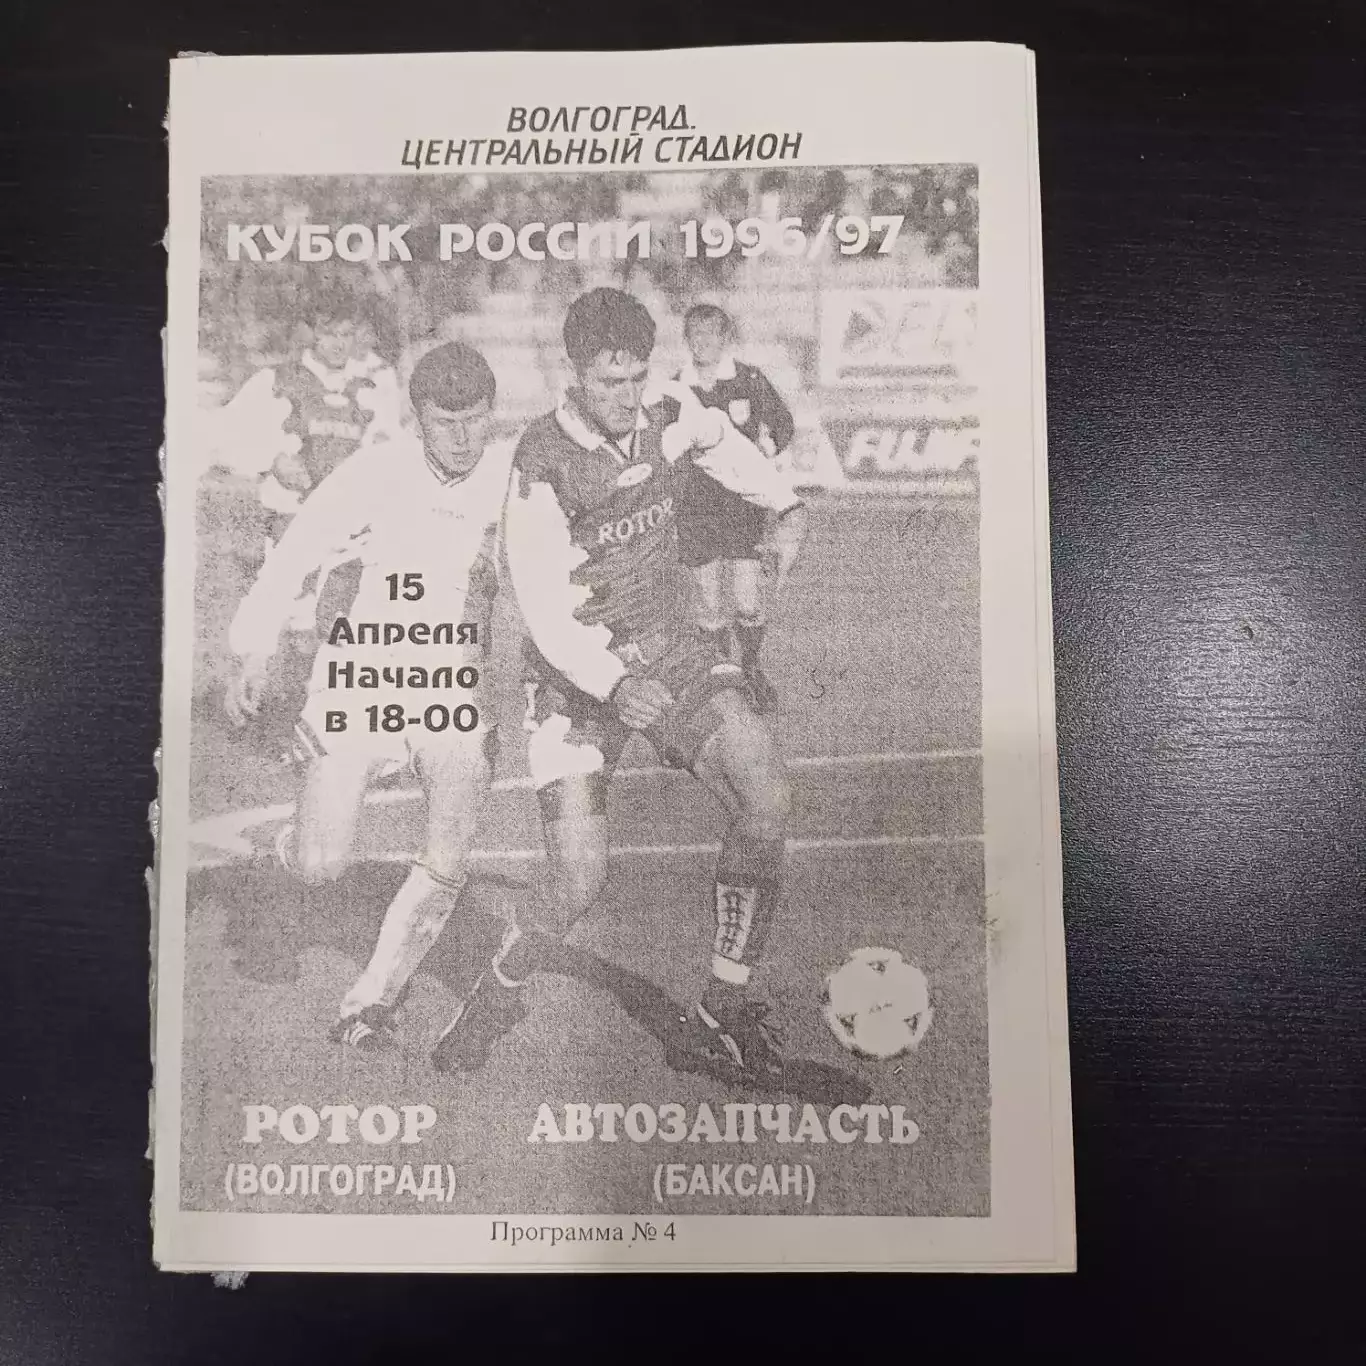 ВОЛГОГРАД.
ЦЕНТРАЛЬНЫЙ СТАДИОН
КУБОК РОССИИ 1996/97
ROTOR
15
Апреля
Начало
в 18-00
РОТОР
(ВОЛГОГРАД)
АВТОЗАПЧАСТЬ
(БАКСАН)
Программа № 4